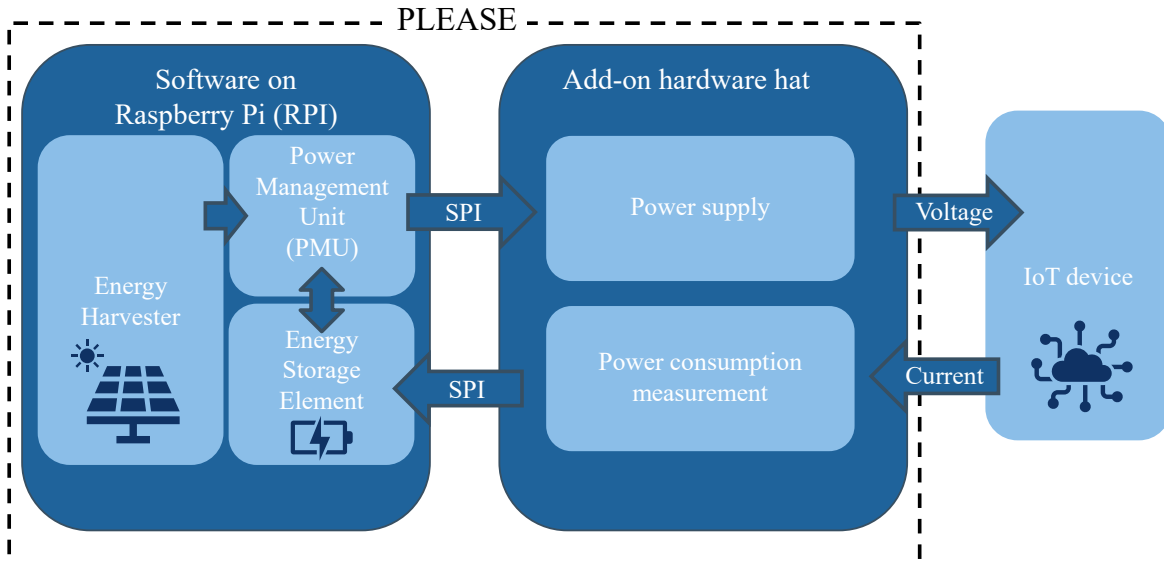 PLEASE
Software on
Raspberry Pi (RPI)
Energy
Harvester
Power
Management
Unit
(PMU)
Energy
Storage
Element
SPI
SPI
Add-on hardware hat
Power supply
Power consumption
measurement
Voltage
Current
IoT device